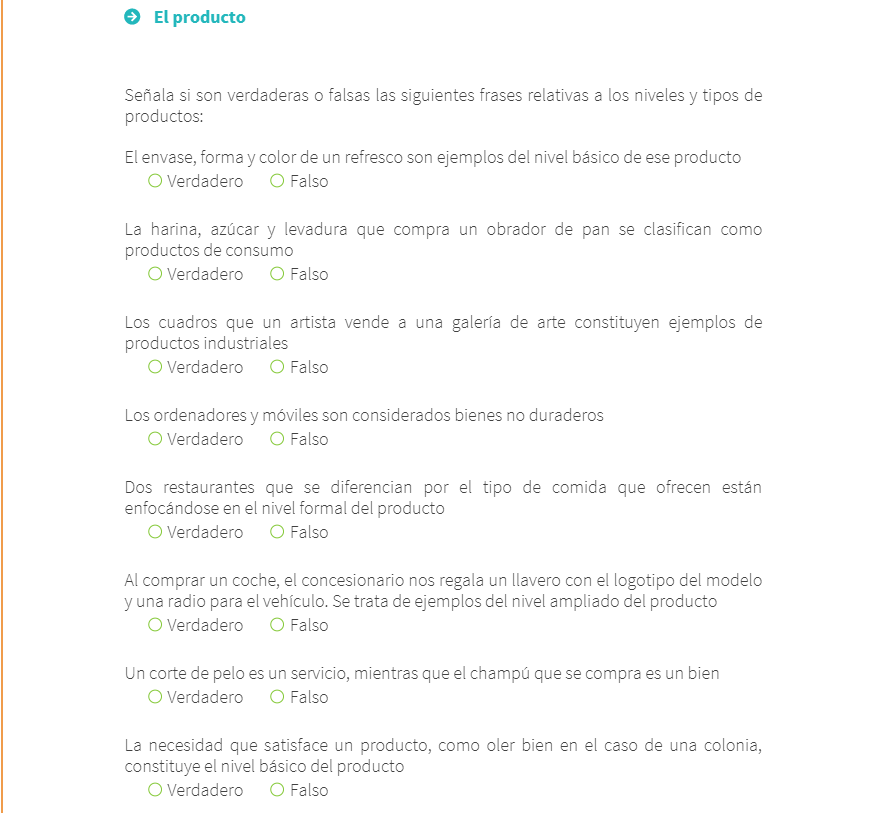 El producto
Señala si son verdaderas o falsas las siguientes frases relativas a los niveles y tipos de
productos:
El envase, forma y color de un refresco son ejemplos del nivel básico de ese producto
Verdadero Falso
La harina, azúcar y levadura que compra un obrador de pan se clasifican como
productos de consumo
Verdadero Falso
Los cuadros que un artista vende a una galería de arte constituyen ejemplos de
productos industriales
Verdadero Falso
Los ordenadores y móviles son considerados bienes no duraderos
Verdadero Falso
Dos restaurantes que se diferencian por el tipo de comida que ofrecen están
enfocándose en el nivel formal del producto
Verdadero Falso
Al comprar un coche, el concesionario nos regala un llavero con el logotipo del modelo
y una radio para el vehículo. Se trata de ejemplos del nivel ampliado del producto
Verdadero Falso
Un corte de pelo es un servicio, mientras que el champú que se compra es un bien
Verdadero Falso
La necesidad que satisface un producto, como oler bien en el caso de una colonia,
constituye el nivel básico del producto
Verdadero Falso